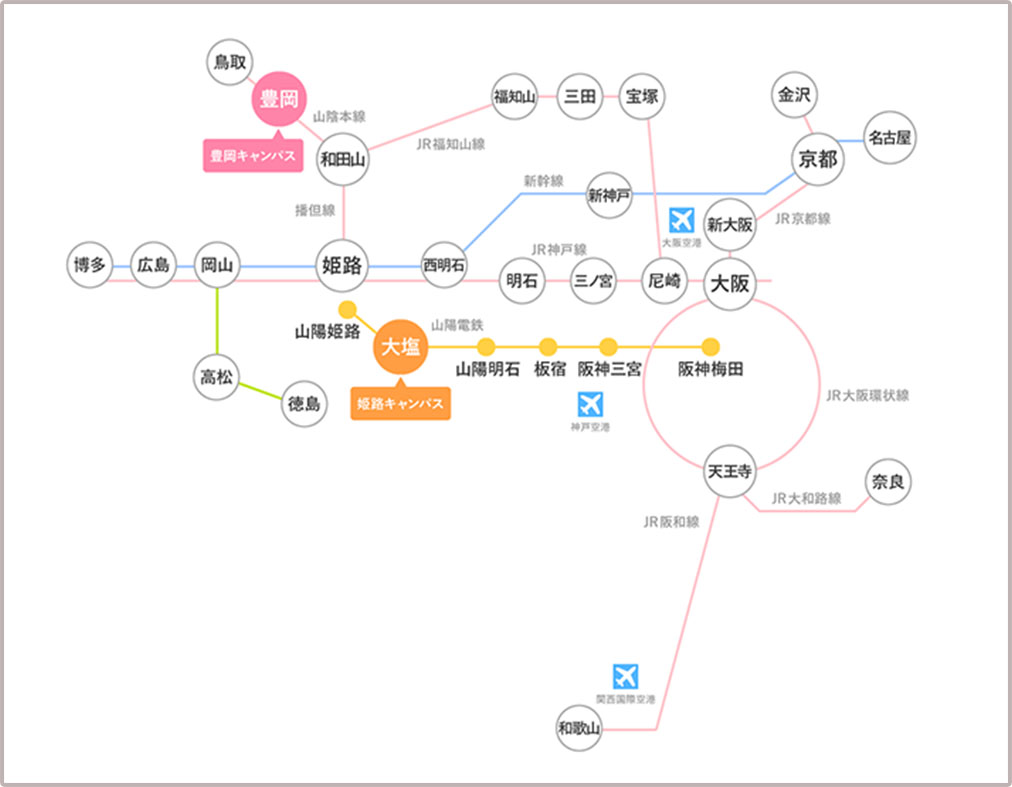 鳥取
豊岡
山陰本線
豊岡キャンパス
和田山
JR福知山線
福知山
三田
宝塚
金沢
名古屋
京都
新幹線
新神戸
播但線
大阪空港
新大阪
JR京都線
博多
広島
岡山
姫路
西明石
JR神戸線
明石
三ノ宮
尼崎
大阪
山陽姫路
大塩
山陽電鉄
姫路キャンパス
山陽明石
板宿
阪神三宮
阪神梅田
神戸空港
高松
徳島
JR大阪環状線
天王寺
奈良
JR大和路線
JR阪和線
関西国際空港
和歌山